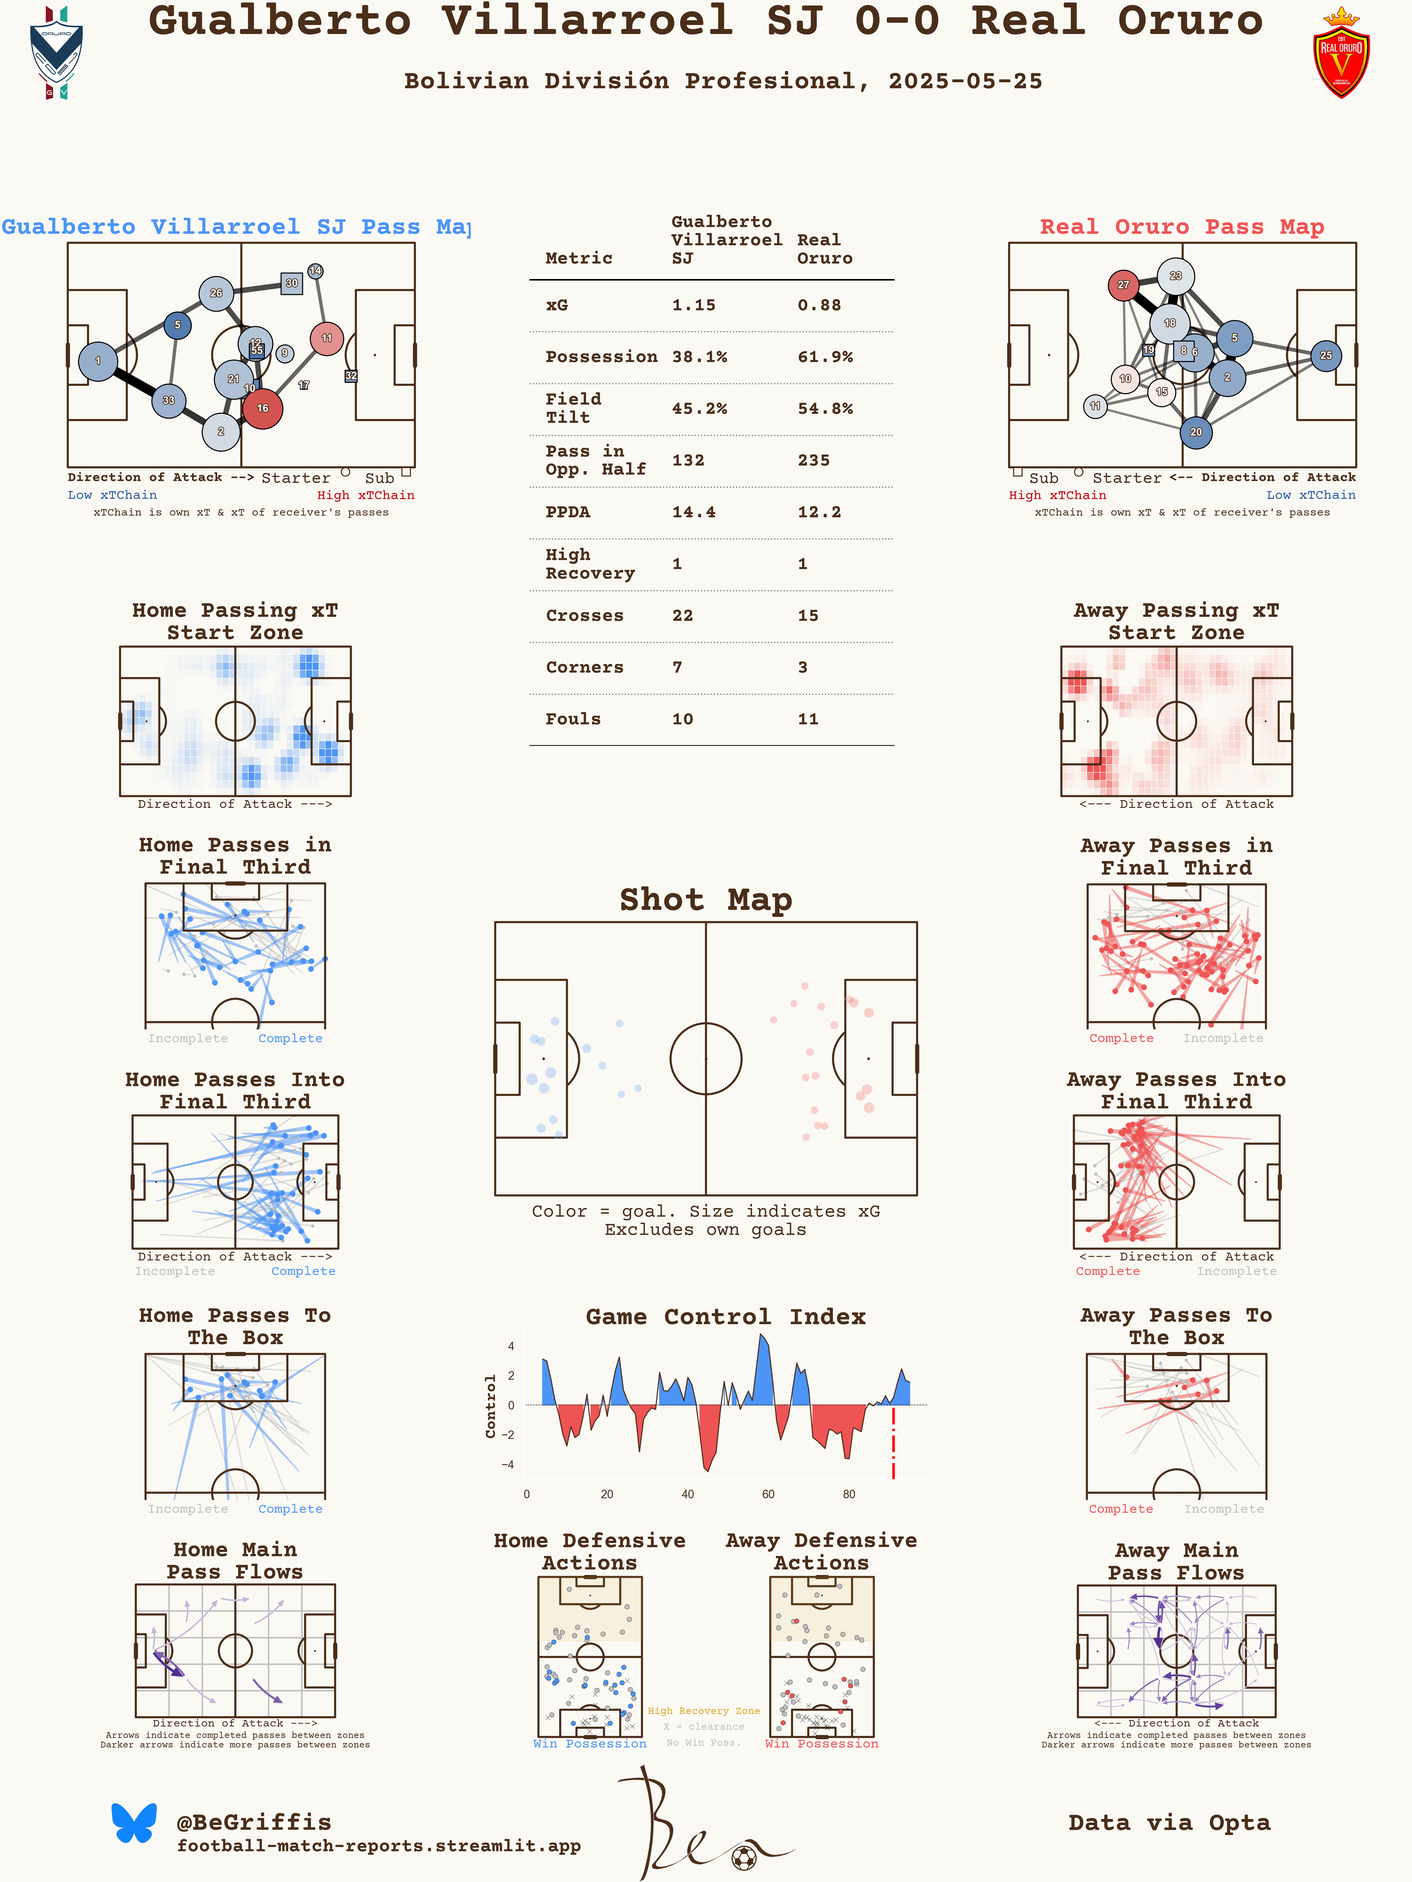 Gualberto Villarroel SJ 0-0 Real Oruro
Bolivian División Profesional, 2025-05-25
ORURO
G V
REAL ORURO
V
Gualberto Villarroel SJ Pass Map
26
30
14
5
12
55
9
11
1
21
10
17
32
33
16
2
Direction of Attack --> Starter Sub
Low xTChain High xTChain
xTChain is own xT & xT of receiver's passes
Metric Gualberto Villarroel SJ Real Oruro
xG 1.15 0.88
Possession 38.1% 61.9%
Field Tilt 45.2% 54.8%
Pass in Opp. Half 132 235
PPDA 14.4 12.2
High Recovery 1 1
Crosses 22 15
Corners 7 3
Fouls 10 11
Real Oruro Pass Map
27
23
18
19
8
6
5
25
10
15
2
11
20
Sub Starter <-- Direction of Attack
High xTChain Low xTChain
xTChain is own xT & xT of receiver's passes
Home Passing xT
Start Zone
Direction of Attack --->
Away Passing xT
Start Zone
<--- Direction of Attack
Home Passes in
Final Third
Incomplete Complete
Away Passes in
Final Third
Complete Incomplete
Shot Map
Color = goal. Size indicates xG
Excludes own goals
Home Passes Into
Final Third
Direction of Attack --->
Incomplete Complete
Away Passes Into
Final Third
<--- Direction of Attack
Complete Incomplete
Home Passes To
The Box
Incomplete Complete
Game Control Index
Control
4
2
0
−2
−4
0 20 40 60 80
Away Passes To
The Box
Complete Incomplete
Home Main
Pass Flows
Direction of Attack --->
Arrows indicate completed passes between zones
Darker arrows indicate more passes between zones
Home Defensive
Actions
Win Possession
High Recovery Zone
X = clearance
No Win Poss.
Away Defensive
Actions
Win Possession
Away Main
Pass Flows
<--- Direction of Attack
Arrows indicate completed passes between zones
Darker arrows indicate more passes between zones
@BeGriffis
football-match-reports.streamlit.app
Ben
Data via Opta